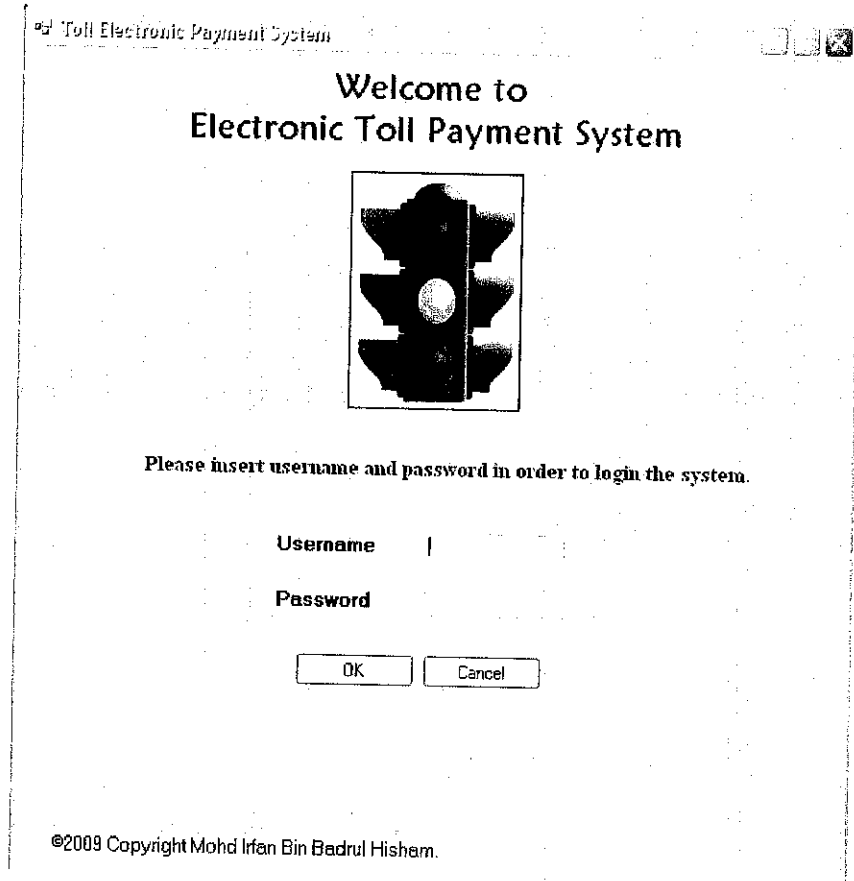 Toll Electronic Payment System
Welcome to
Electronic Toll Payment System
Please insert username and password in order to login the system.
Username
Password
OK
Cancel
©2009 Copyright Mohd Irfan Bin Badrul Hisham.